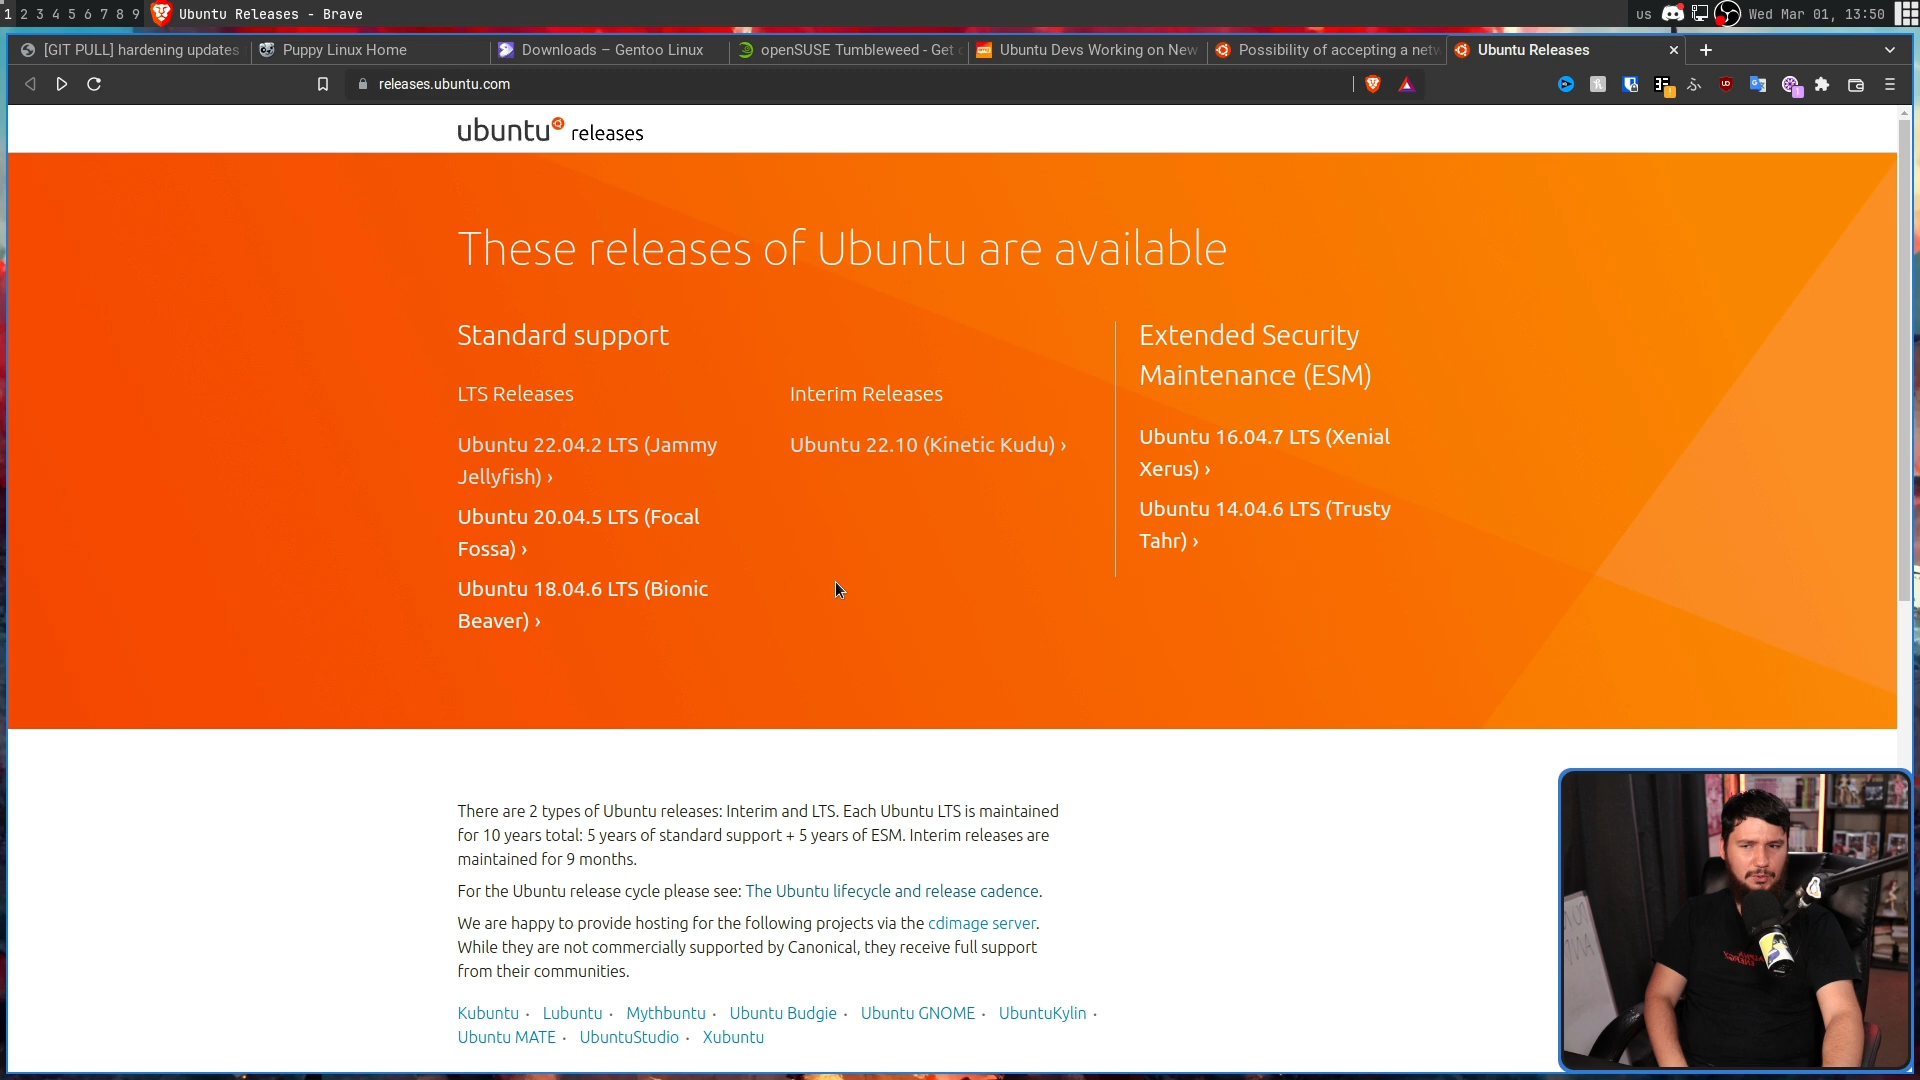 1 2 3 4 5 6 7 8 9 Ubuntu Releases - Brave us Wed Mar 01, 13:50
[GIT PULL] hardening updates Puppy Linux Home Downloads – Gentoo Linux openSUSE Tumbleweed - Get Ubuntu Devs Working on New Possibility of accepting a netw Ubuntu Releases
releases.ubuntu.com
ubuntu releases
These releases of Ubuntu are available
Standard support
LTS Releases
Ubuntu 22.04.2 LTS (Jammy
Jellyfish) ›
Ubuntu 20.04.5 LTS (Focal
Fossa) ›
Ubuntu 18.04.6 LTS (Bionic
Beaver) ›
Interim Releases
Ubuntu 22.10 (Kinetic Kudu) ›
Extended Security
Maintenance (ESM)
Ubuntu 16.04.7 LTS (Xenial
Xerus) ›
Ubuntu 14.04.6 LTS (Trusty
Tahr) ›
There are 2 types of Ubuntu releases: Interim and LTS. Each Ubuntu LTS is maintained
for 10 years total: 5 years of standard support + 5 years of ESM. Interim releases are
maintained for 9 months.
For the Ubuntu release cycle please see: The Ubuntu lifecycle and release cadence.
We are happy to provide hosting for the following projects via the cdimage server.
While they are not commercially supported by Canonical, they receive full support
from their communities.
Kubuntu · Lubuntu · Mythbuntu · Ubuntu Budgie · Ubuntu GNOME · UbuntuKylin ·
Ubuntu MATE · UbuntuStudio · Xubuntu